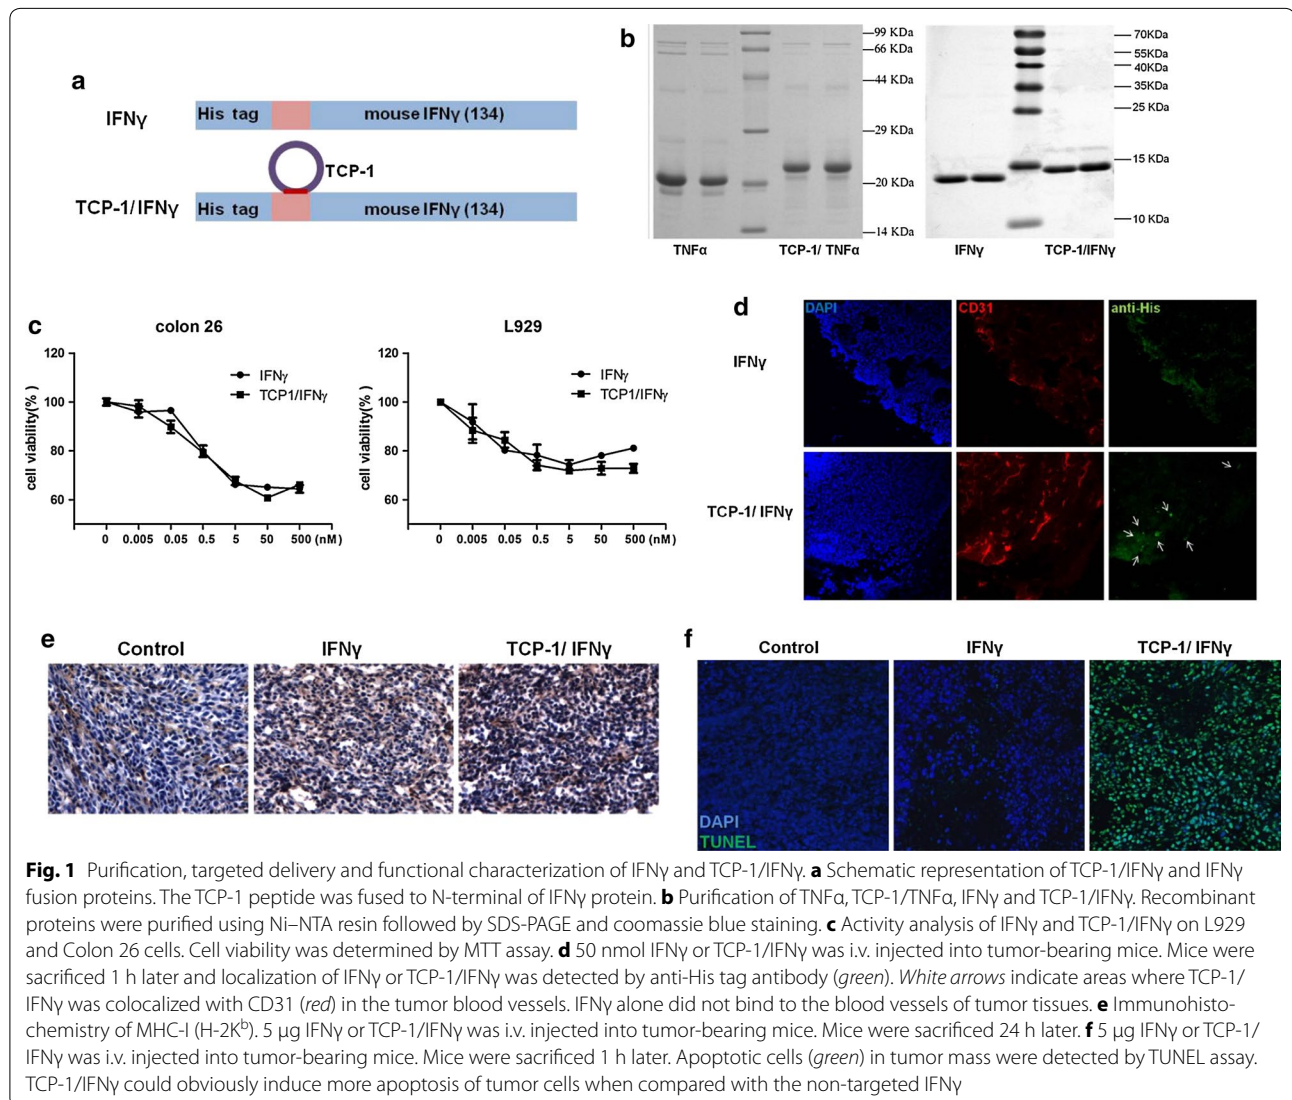 a
IFNγ
His tag
mouse IFNγ (134)
TCP-1
TCP-1/IFNγ
His tag
mouse IFNγ (134)
b
99 KDa
66 KDa
44 KDa
29 KDa
20 KDa
14 KDa
TNFα
TCP-1/ TNFα
70KDa
55KDa
40KDa
35KDa
25 KDa
15 KDa
10 KDa
IFNγ
TCP-1/IFNγ
c
colon 26
cell viability(% )
120
100
80
60
IFNγ
TCP1/IFNγ
0 0.005 0.05 0.5 5 50 500 (nM)
L929
cell viability(%)
120
100
80
60
IFNγ
TCP1/IFNγ
0 0.005 0.05 0.5 5 50 500 (nM)
d
DAPI
CD31
anti-His
IFNγ
TCP-1/ IFNγ
e
Control
IFNγ
TCP-1/ IFNγ
f
Control
IFNγ
TCP-1/ IFNγ
DAPI
TUNEL
Fig. 1 Purification, targeted delivery and functional characterization of IFNγ and TCP-1/IFNγ. a Schematic representation of TCP-1/IFNγ and IFNγ
fusion proteins. The TCP-1 peptide was fused to N-terminal of IFNγ protein. b Purification of TNFα, TCP-1/TNFα, IFNγ and TCP-1/IFNγ. Recombinant
proteins were purified using Ni–NTA resin followed by SDS-PAGE and coomassie blue staining. c Activity analysis of IFNγ and TCP-1/IFNγ on L929
and Colon 26 cells. Cell viability was determined by MTT assay. d 50 nmol IFNγ or TCP-1/IFNγ was i.v. injected into tumor-bearing mice. Mice were
sacrificed 1 h later and localization of IFNγ or TCP-1/IFNγ was detected by anti-His tag antibody (green). White arrows indicate areas where TCP-1/
IFNγ was colocalized with CD31 (red) in the tumor blood vessels. IFNγ alone did not bind to the blood vessels of tumor tissues. e Immunohisto-
chemistry of MHC-I (H-2Kb). 5 μg IFNγ or TCP-1/IFNγ was i.v. injected into tumor-bearing mice. Mice were sacrificed 24 h later. f 5 μg IFNγ or TCP-1/
IFNγ was i.v. injected into tumor-bearing mice. Mice were sacrificed 1 h later. Apoptotic cells (green) in tumor mass were detected by TUNEL assay.
TCP-1/IFNγ could obviously induce more apoptosis of tumor cells when compared with the non-targeted IFNγ